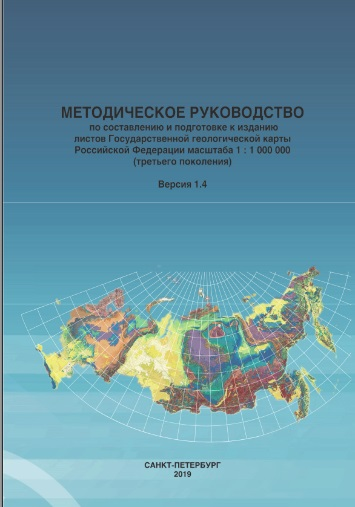 МЕТОДИЧЕСКОЕ РУКОВОДСТВО
по составлению и подготовке к изданию
листов Государственной геологической карты
Российской Федерации масштаба 1 : 1 000 000
(третьего поколения)
Версия 1.4
САНКТ-ПЕТЕРБУРГ
2019